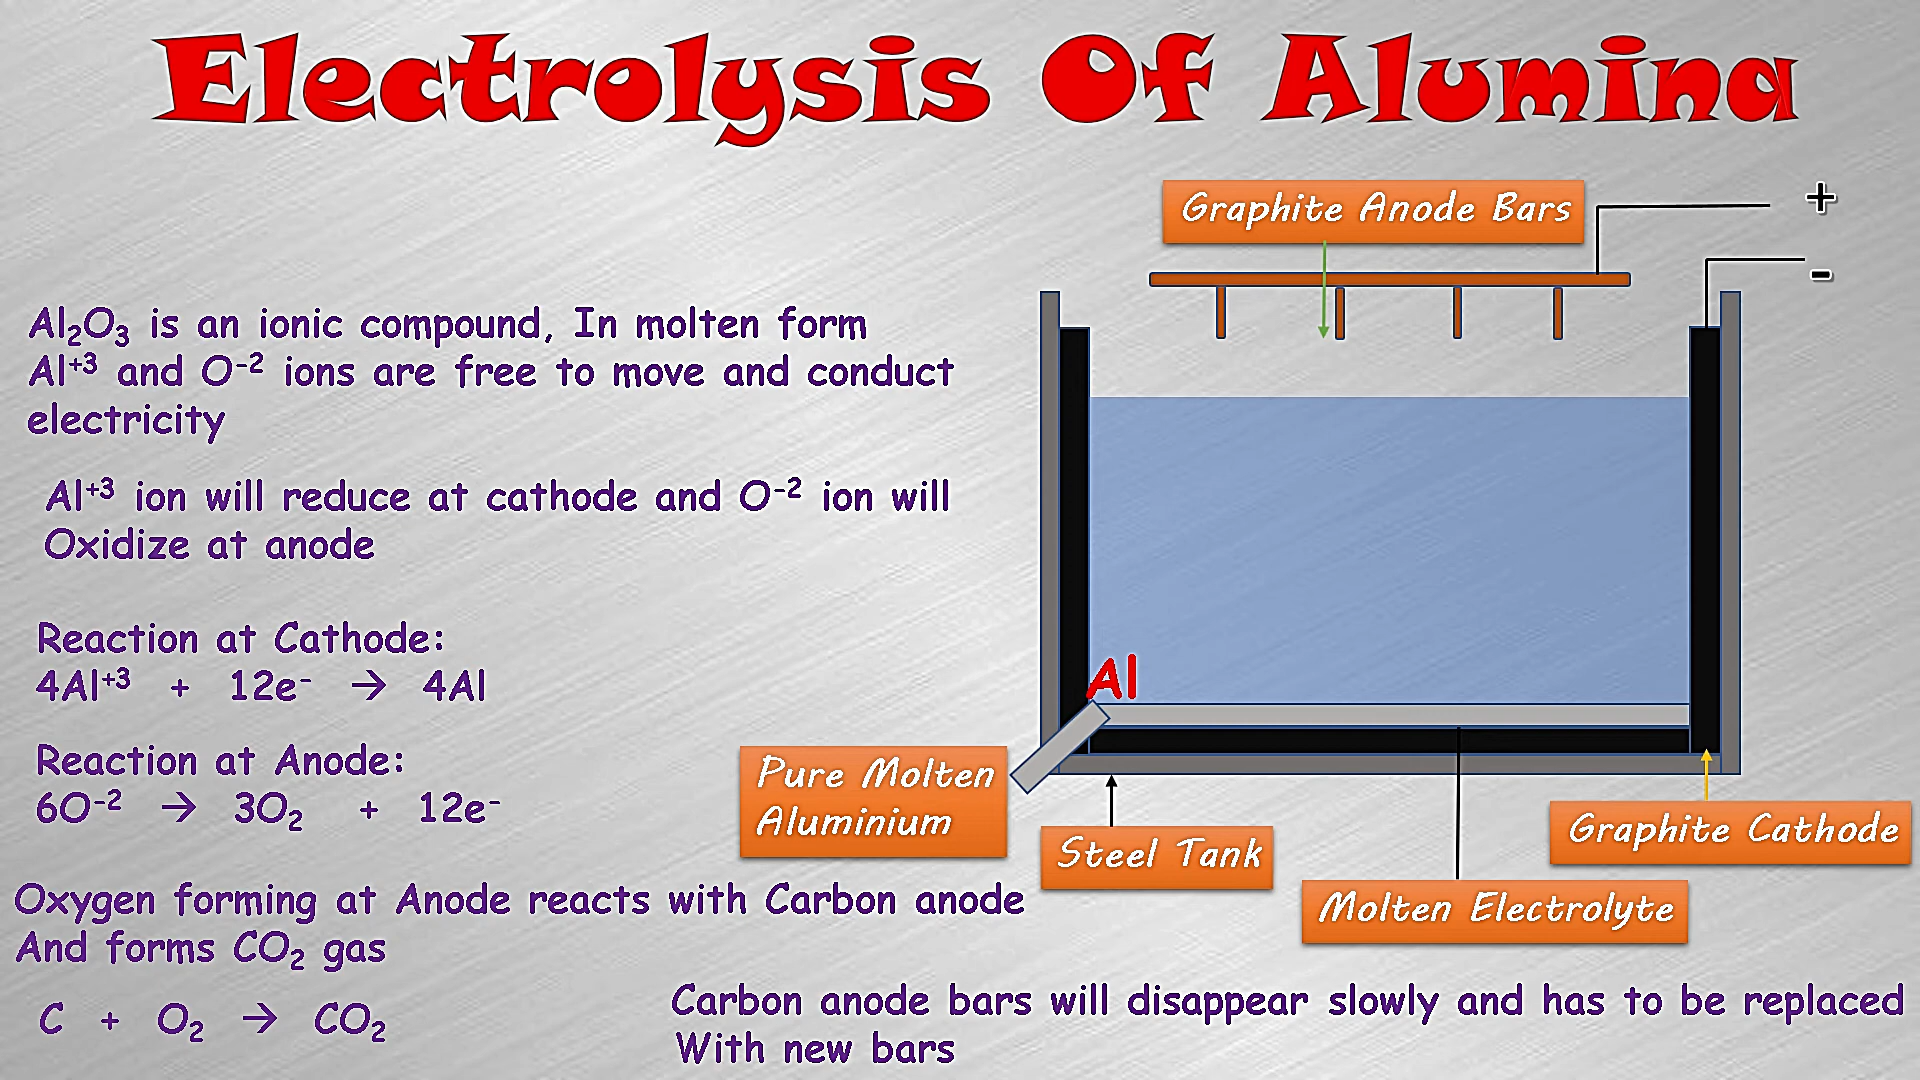 Electrolysis Of Alumina
Graphite Anode Bars
+
-
Al₂O₃ is an ionic compound, In molten form
Al⁺³ and O⁻² ions are free to move and conduct
electricity
Al⁺³ ion will reduce at cathode and O⁻² ion will
Oxidize at anode
Reaction at Cathode:
4Al⁺³ + 12e⁻ → 4Al
Reaction at Anode:
6O⁻² → 3O₂ + 12e⁻
Oxygen forming at Anode reacts with Carbon anode
And forms CO₂ gas
C + O₂ → CO₂
Al
Pure Molten
Aluminium
Steel Tank
Graphite Cathode
Molten Electrolyte
Carbon anode bars will disappear slowly and has to be replaced
With new bars